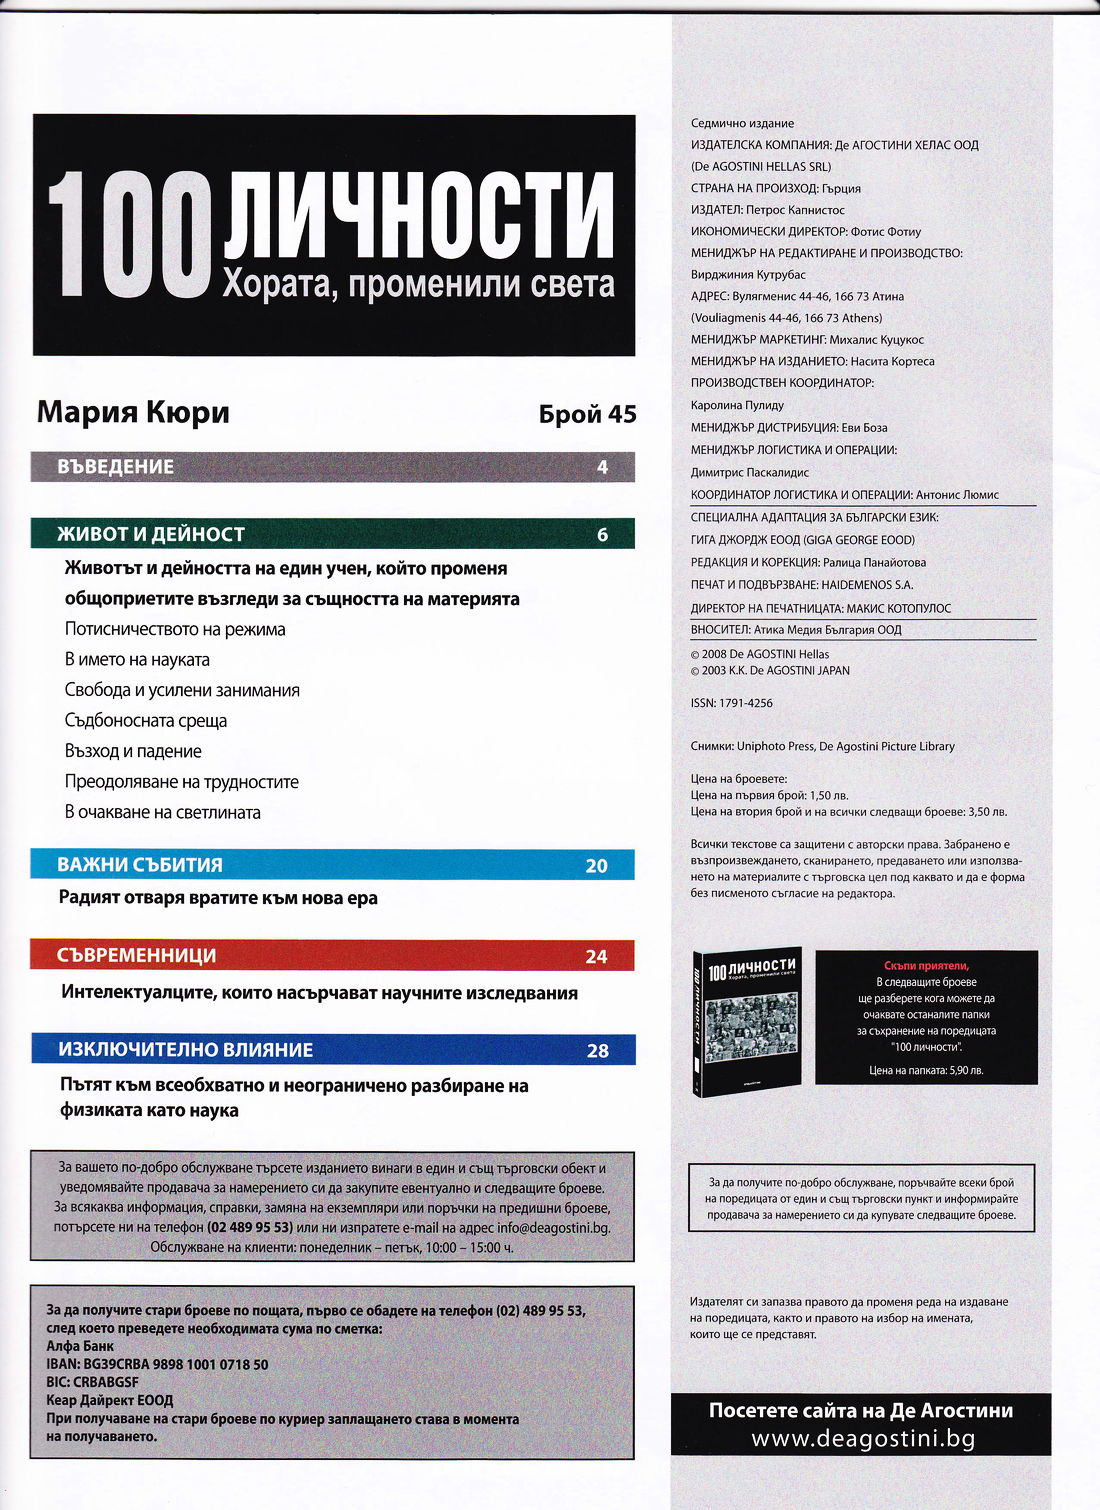 100 ЛИЧНОСТИ
Хората, променили света
Мария Кюри
Брой 45
ВЪВЕДЕНИЕ 4
ЖИВОТ И ДЕЙНОСТ 6
Животът и дейността на един учен, който променя
общоприетите възгледи за същността на материята
Потисничеството на режима
В името на науката
Свобода и усилени занимания
Съдбоносната среща
Възход и падение
Преодоляване на трудностите
В очакване на светлината
ВАЖНИ СЪБИТИЯ 20
Радият отваря вратите към нова ера
СЪВРЕМЕННИЦИ 24
Интелектуалците, които насърчават научните изследвания
ИЗКЛЮЧИТЕЛНО ВЛИЯНИЕ 28
Пътят към всеобхватно и неограничено разбиране на
физиката като наука
За вашето по-добро обслужване търсете изданието винаги в един и същ търговски обект и
уведомявайте продавача за намерението си да закупите евентуално и следващите броеве.
За всякаква информация, справки, замяна на екземпляри или поръчки на предишни броеве,
потърсете ни на телефон (02 489 95 53) или ни изпратете e-mail на адрес info@deagostini.bg.
Обслужване на клиенти: понеделник – петък, 10:00 – 15:00 ч.
За да получите стари броеве по пощата, първо се обадете на телефон (02) 489 95 53,
след което преведете необходимата сума по сметка:
Алфа Банк
IBAN: BG39CRBA 9898 1001 0718 50
BIC: CRBABGSF
Кеар Дайрект ЕООД
При получаване на стари броеве по куриер заплащането става в момента
на получаването.
Седмично издание
ИЗДАТЕЛСКА КОМПАНИЯ: Де АГОСТИНИ ХЕЛАС ООД
(De AGOSTINI HELLAS SRL)
СТРАНА НА ПРОИЗХОД: Гърция
ИЗДАТЕЛ: Петрос Капнистос
ИКОНОМИЧЕСКИ ДИРЕКТОР: Фотис Фотиу
МЕНИДЖЪР НА РЕДАКТИРАНЕ И ПРОИЗВОДСТВО:
Вирджиния Кутрубас
АДРЕС: Вулягменис 44-46, 166 73 Атина
(Vouliagmenis 44-46, 166 73 Athens)
МЕНИДЖЪР МАРКЕТИНГ: Михалис Куцукос
МЕНИДЖЪР НА ИЗДАНИЕТО: Насита Кортеса
ПРОИЗВОДСТВЕН КООРДИНАТОР:
Каролина Пулиду
МЕНИДЖЪР ДИСТРИБУЦИЯ: Еви Боза
МЕНИДЖЪР ЛОГИСТИКА И ОПЕРАЦИИ:
Димитрис Паскалидис
КООРДИНАТОР ЛОГИСТИКА И ОПЕРАЦИИ: Антонис Люмис
СПЕЦИАЛНА АДАПТАЦИЯ ЗА БЪЛГАРСКИ ЕЗИК:
ГИГА ДЖОРДЖ ЕООД (GIGA GEORGE EOOD)
РЕДАКЦИЯ И КОРЕКЦИЯ: Ралица Панайотова
ПЕЧАТ И ПОДВЪРЗВАНЕ: HAIDEMENOS S.A.
ДИРЕКТОР НА ПЕЧАТНИЦАТА: МАКИС КОТОПУЛОС
ВНОСИТЕЛ: Атика Медия България ООД
© 2008 De AGOSTINI Hellas
© 2003 K.K. De AGOSTINI JAPAN
ISSN: 1791-4256
Снимки: Uniphoto Press, De Agostini Picture Library
Цена на броевете:
Цена на първия брой: 1,50 лв.
Цена на втория брой и на всички следващи броеве: 3,50 лв.
Всички текстове са защитени с авторски права. Забранено е
възпроизвеждането, сканирането, предаването или използва-
нето на материалите с търговска цел под каквато и да е форма
без писменото съгласие на редактора.
100 ЛИЧНОСТИ
Хората, променили света
100 ЛИЧНОСТИ
Скъпи приятели,
В следващите броеве
ще разберете кога можете да
очаквате останалите папки
за съхранение на поредицата
"100 личности".
Цена на папката: 5,90 лв.
За да получите по-добро обслужване, поръчвайте всеки брой
на поредицата от един и същ търговски пункт и информирайте
продавача за намерението си да купувате следващите броеве.
Издателят си запазва правото да променя реда на издаване
на поредицата, както и правото на избор на имената,
които ще се представят.
Посетете сайта на Де Агостини
www.deagostini.bg